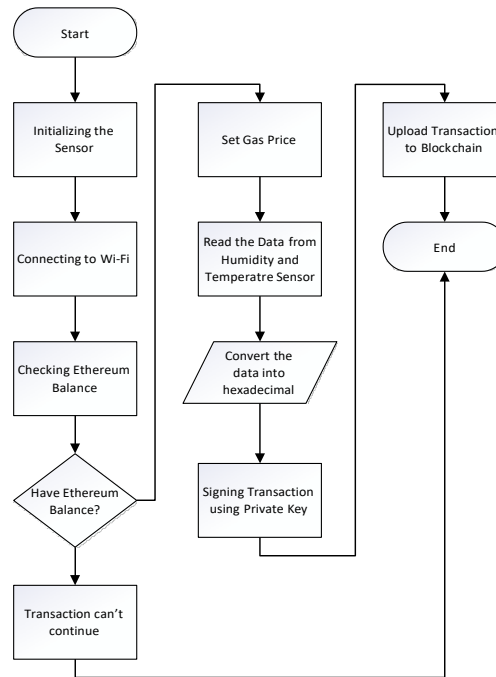 Start
Initializing the
Sensor
Connecting to Wi-Fi
Checking Ethereum
Balance
Have Ethereum
Balance?
Transaction can't
continue
Set Gas Price
Read the Data from
Humidity and
Temperatre Sensor
Convert the
data into
hexadecimal
Signing Transaction
using Private Key
Upload Transaction
to Blockchain
End